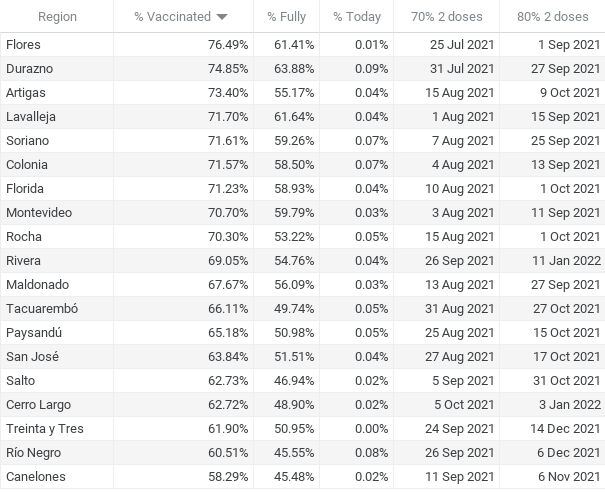 Region % Vaccinated % Fully % Today 70% 2 doses 80% 2 doses
Flores 76.49% 61.41% 0.01% 25 Jul 2021 1 Sep 2021
Durazno 74.85% 63.88% 0.09% 31 Jul 2021 27 Sep 2021
Artigas 73.40% 55.17% 0.04% 15 Aug 2021 9 Oct 2021
Lavalleja 71.70% 61.64% 0.04% 1 Aug 2021 15 Sep 2021
Soriano 71.61% 59.26% 0.07% 7 Aug 2021 25 Sep 2021
Colonia 71.57% 58.50% 0.07% 4 Aug 2021 13 Sep 2021
Florida 71.23% 58.93% 0.04% 10 Aug 2021 1 Oct 2021
Montevideo 70.70% 59.79% 0.03% 3 Aug 2021 11 Sep 2021
Rocha 70.30% 53.22% 0.05% 15 Aug 2021 1 Oct 2021
Rivera 69.05% 54.76% 0.04% 26 Sep 2021 11 Jan 2022
Maldonado 67.67% 56.09% 0.03% 13 Aug 2021 27 Sep 2021
Tacuarembó 66.11% 49.74% 0.05% 31 Aug 2021 27 Oct 2021
Paysandú 65.18% 50.98% 0.05% 25 Aug 2021 15 Oct 2021
San José 63.84% 51.51% 0.04% 27 Aug 2021 17 Oct 2021
Salto 62.73% 46.94% 0.02% 5 Sep 2021 31 Oct 2021
Cerro Largo 62.72% 48.90% 0.02% 5 Oct 2021 3 Jan 2022
Treinta y Tres 61.90% 50.95% 0.00% 24 Sep 2021 14 Dec 2021
Río Negro 60.51% 45.55% 0.08% 26 Sep 2021 6 Dec 2021
Canelones 58.29% 45.48% 0.02% 11 Sep 2021 6 Nov 2021